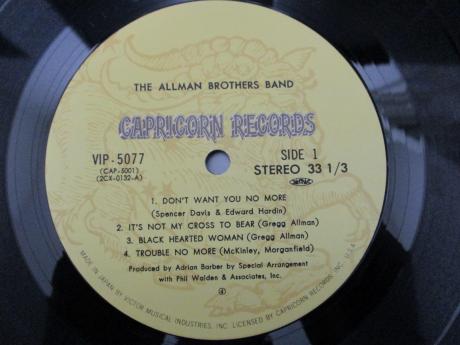 THE ALLMAN BROTHERS BAND
CAPRICORN RECORDS
VIP-5077
(CAP-5001)
(2CX-0132-A)
SIDE 1
STEREO 33 1/3
1. DON'T WANT YOU NO MORE
(Spencer Davis & Edward Hardin)
2. IT'S NOT MY CROSS TO BEAR (Gregg Allman)
3. BLACK HEARTED WOMAN (Gregg Allman)
4. TROUBLE NO MORE (McKinley, Morganfield)
Produced by Adrian Barber by Special Arrangement
with Phil Walden & Associates, Inc.
MADE IN JAPAN BY VICTOR MUSICAL INDUSTRIES, INC. LICENSED BY CAPRICORN RECORDS, INC., U.S.A.